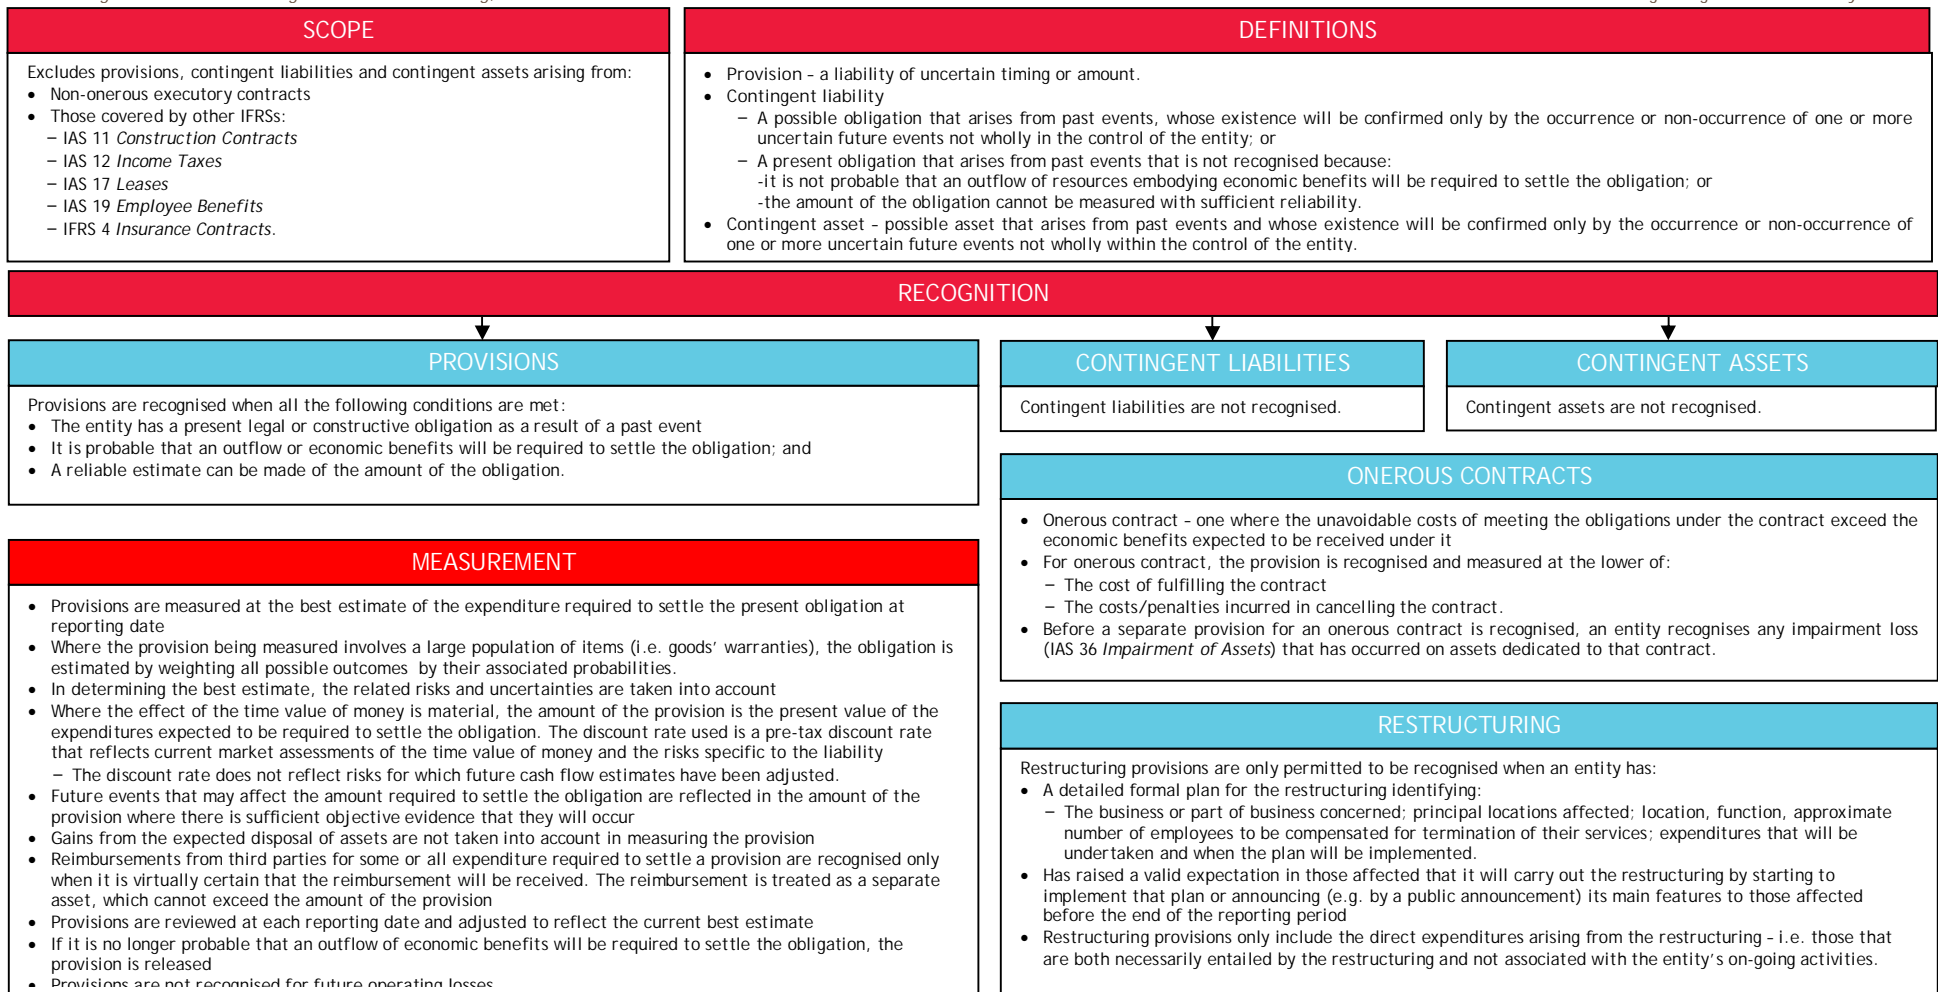 SCOPE
Excludes provisions, contingent liabilities and contingent assets arising from:
• Non-onerous executory contracts
• Those covered by other IFRSs:
− IAS 11 Construction Contracts
− IAS 12 Income Taxes
− IAS 17 Leases
− IAS 19 Employee Benefits
− IFRS 4 Insurance Contracts.
DEFINITIONS
• Provision – a liability of uncertain timing or amount.
• Contingent liability
− A possible obligation that arises from past events, whose existence will be confirmed only by the occurrence or non-occurrence of one or more
uncertain future events not wholly in the control of the entity; or
− A present obligation that arises from past events that is not recognised because:
-it is not probable that an outflow of resources embodying economic benefits will be required to settle the obligation; or
-the amount of the obligation cannot be measured with sufficient reliability.
• Contingent asset – possible asset that arises from past events and whose existence will be confirmed only by the occurrence or non-occurrence of
one or more uncertain future events not wholly within the control of the entity.
RECOGNITION
PROVISIONS
Provisions are recognised when all the following conditions are met:
• The entity has a present legal or constructive obligation as a result of a past event
• It is probable that an outflow or economic benefits will be required to settle the obligation; and
• A reliable estimate can be made of the amount of the obligation.
CONTINGENT LIABILITIES
Contingent liabilities are not recognised.
CONTINGENT ASSETS
Contingent assets are not recognised.
MEASUREMENT
• Provisions are measured at the best estimate of the expenditure required to settle the present obligation at
reporting date
• Where the provision being measured involves a large population of items (i.e. goods’ warranties), the obligation is
estimated by weighting all possible outcomes by their associated probabilities.
• In determining the best estimate, the related risks and uncertainties are taken into account
• Where the effect of the time value of money is material, the amount of the provision is the present value of the
expenditures expected to be required to settle the obligation. The discount rate used is a pre-tax discount rate
that reflects current market assessments of the time value of money and the risks specific to the liability
− The discount rate does not reflect risks for which future cash flow estimates have been adjusted.
• Future events that may affect the amount required to settle the obligation are reflected in the amount of the
provision where there is sufficient objective evidence that they will occur
• Gains from the expected disposal of assets are not taken into account in measuring the provision
• Reimbursements from third parties for some or all expenditure required to settle a provision are recognised only
when it is virtually certain that the reimbursement will be received. The reimbursement is treated as a separate
asset, which cannot exceed the amount of the provision
• Provisions are reviewed at each reporting date and adjusted to reflect the current best estimate
• If it is no longer probable that an outflow of economic benefits will be required to settle the obligation, the
provision is released
• Provisions are not recognised for future operating losses
ONEROUS CONTRACTS
• Onerous contract – one where the unavoidable costs of meeting the obligations under the contract exceed the
economic benefits expected to be received under it
• For onerous contract, the provision is recognised and measured at the lower of:
− The cost of fulfilling the contract
− The costs/penalties incurred in cancelling the contract.
• Before a separate provision for an onerous contract is recognised, an entity recognises any impairment loss
(IAS 36 Impairment of Assets) that has occurred on assets dedicated to that contract.
RESTRUCTURING
Restructuring provisions are only permitted to be recognised when an entity has:
• A detailed formal plan for the restructuring identifying:
− The business or part of business concerned; principal locations affected; location, function, approximate
number of employees to be compensated for termination of their services; expenditures that will be
undertaken and when the plan will be implemented.
• Has raised a valid expectation in those affected that it will carry out the restructuring by starting to
implement that plan or announcing (e.g. by a public announcement) its main features to those affected
before the end of the reporting period
• Restructuring provisions only include the direct expenditures arising from the restructuring – i.e. those that
are both necessarily entailed by the restructuring and not associated with the entity’s on-going activities.